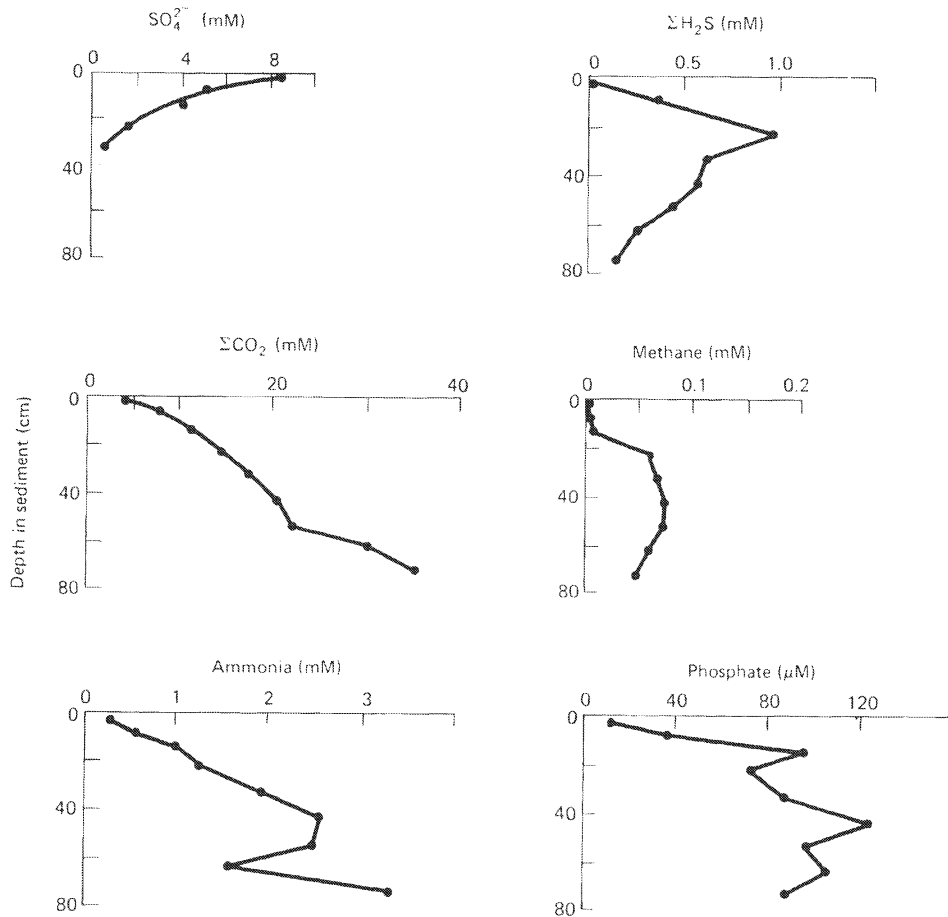 SO₄²⁻ (mM)
0 4 8
0
40
80
ΣH₂S (mM)
0 0.5 1.0
0
40
80
ΣCO₂ (mM)
0 20 40
0
40
80
Depth in sediment (cm)
Methane (mM)
0 0.1 0.2
0
40
80
Ammonia (mM)
0 1 2 3
0
40
80
Phosphate (μM)
0 40 80 120
0
40
80